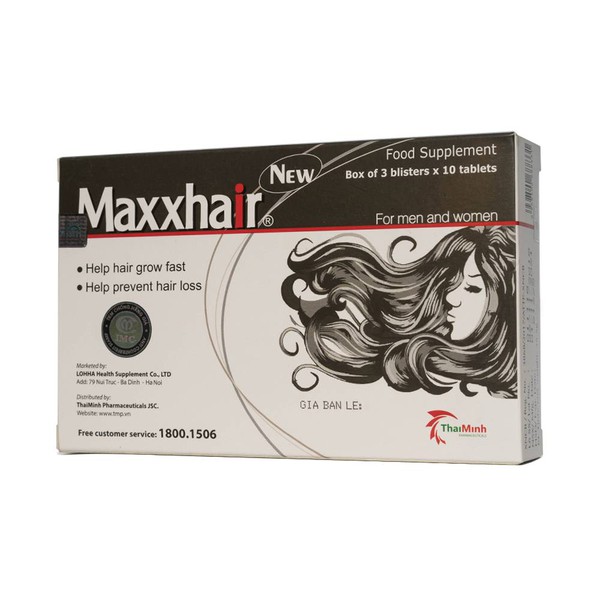 Food Supplement
Box of 3 blisters x 10 tablets
New
Maxxhair®
For men and women
• Help hair grow fast
• Help prevent hair loss
IMC
Marketed by:
LOHHA Health Supplement Co., LTD
Add: 79 Nui Truc - Ba Dinh - Ha Noi
Distributed by:
ThaiMinh Pharmaceuticals JSC.
Website: www.tmp.vn
Free customer service: 1800.1506
GIA BAN LE:
ThaiMinh
PHARMACEUTICALS